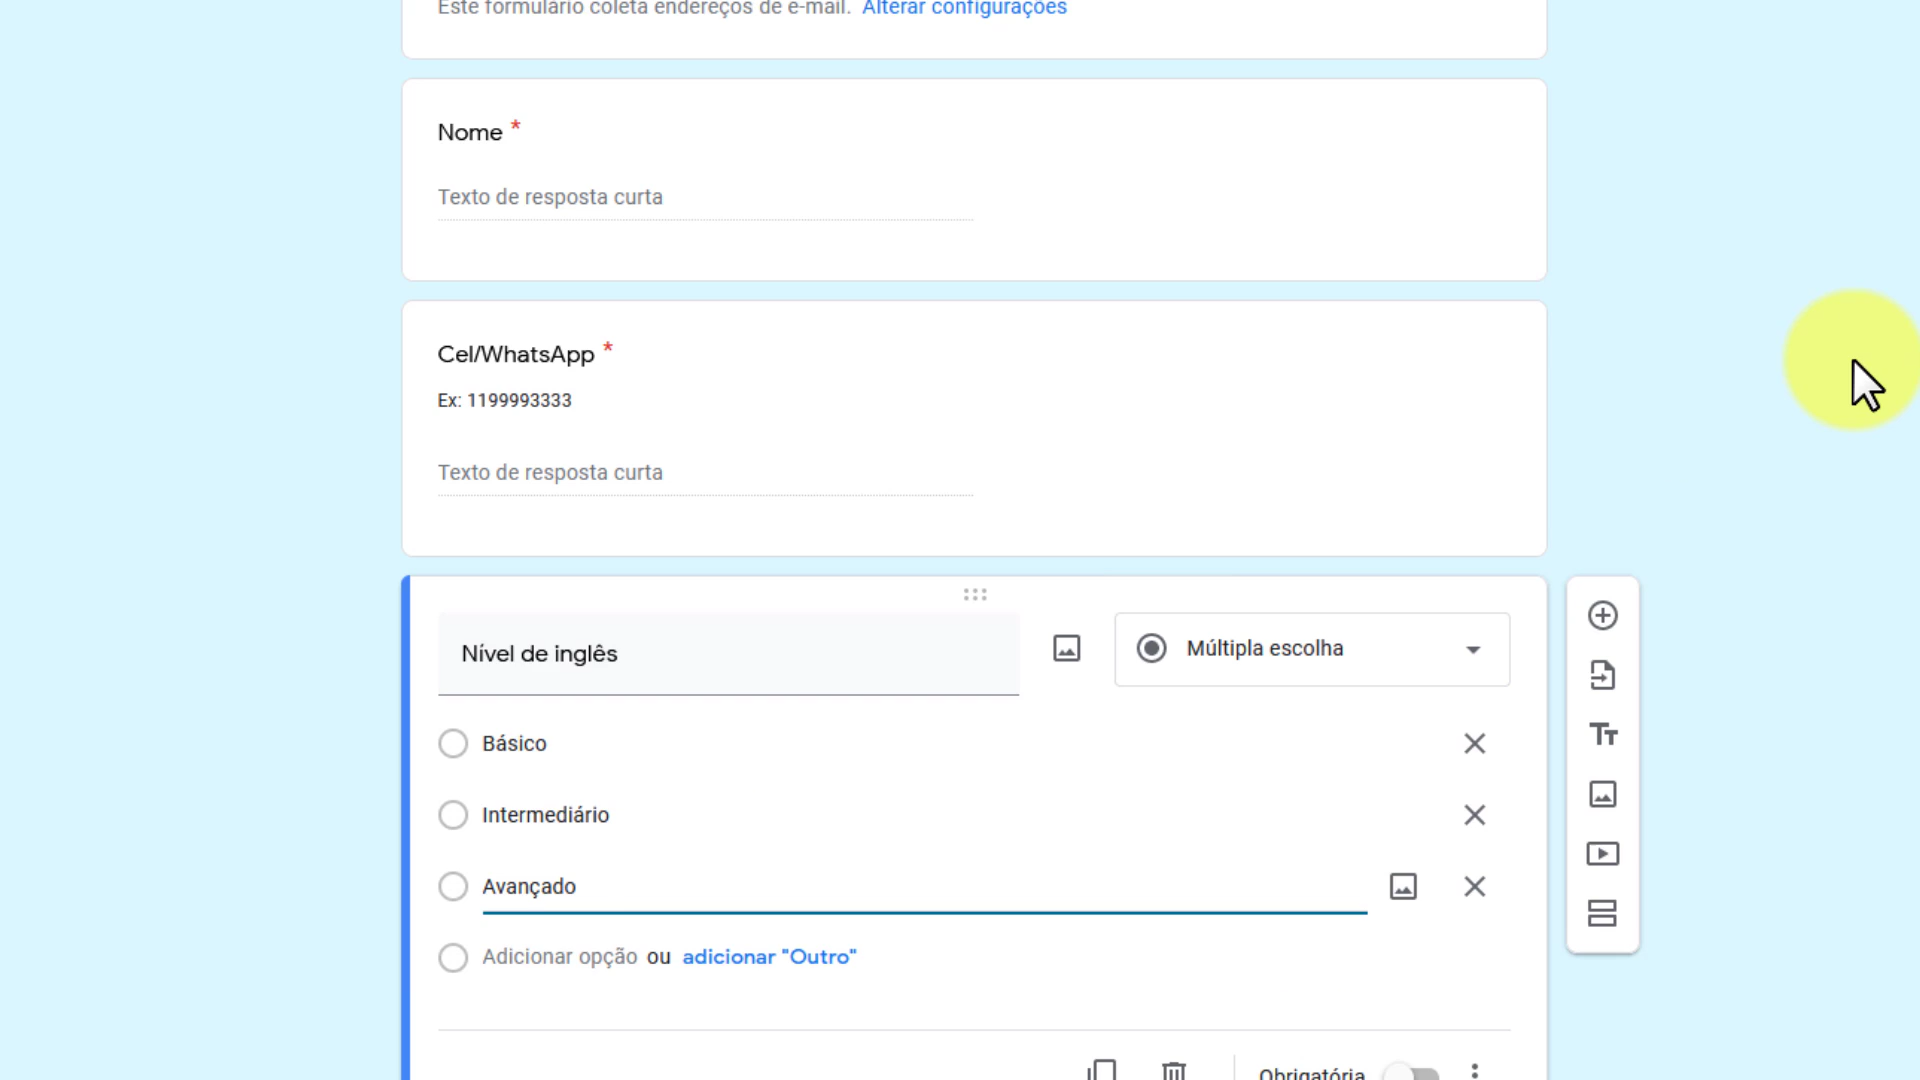 Este formulário coleta endereços de e-mail. Alterar configurações
Nome *
Texto de resposta curta
Cel/WhatsApp *
Ex: 1199993333
Texto de resposta curta
Nível de inglês
Múltipla escolha
Básico
Intermediário
Avançado
Adicionar opção ou adicionar "Outro"
Obrigatória